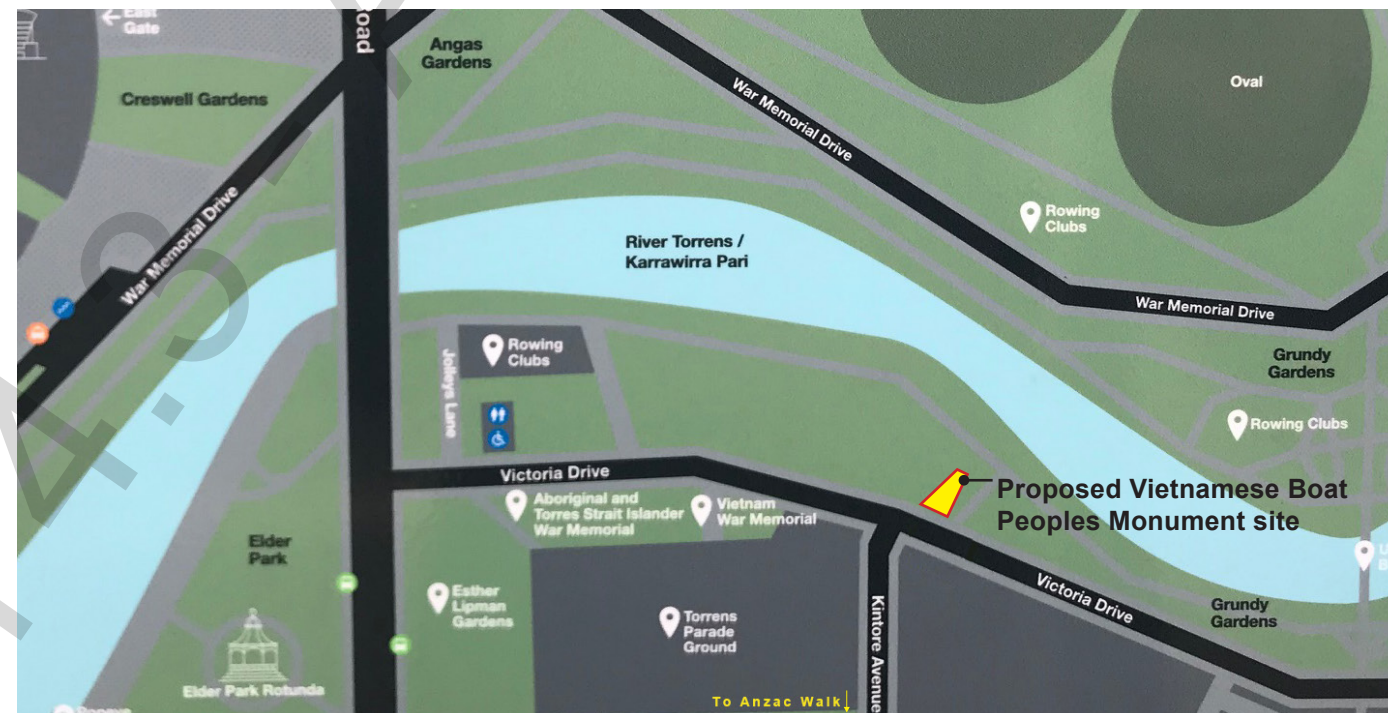 East
Gate
Road
Angas
Gardens
Creswell Gardens
Oval
War Memorial Drive
War Memorial Drive
Rowing
Clubs
River Torrens /
Karrawirra Pari
War Memorial Drive
Rowing
Clubs
Jolleys Lane
Grundy
Gardens
Rowing Clubs
Victoria Drive
Proposed Vietnamese Boat
Peoples Monument site
Aboriginal and
Torres Strait Islander
War Memorial
Vietnam
War Memorial
Elder
Park
Esther
Lipman
Gardens
Torrens
Parade
Ground
Kintore Avenue
Victoria Drive
Grundy
Gardens
Elder Park Rotunda
To Anzac Walk